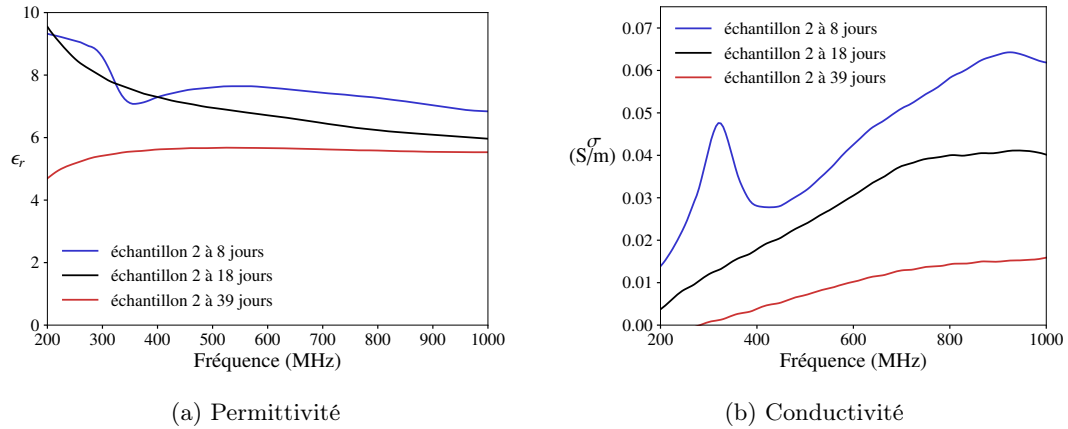 10
8
6
4
2
0
ϵr
échantillon 2 à 8 jours
échantillon 2 à 18 jours
échantillon 2 à 39 jours
200 300 400 500 600 700 800 900 1000
Fréquence (MHz)
(a) Permittivité
0.07
0.06
0.05
0.04
0.03
0.02
0.01
0.00
σ
(S/m)
échantillon 2 à 8 jours
échantillon 2 à 18 jours
échantillon 2 à 39 jours
200 400 600 800 1000
Fréquence (MHz)
(b) Conductivité